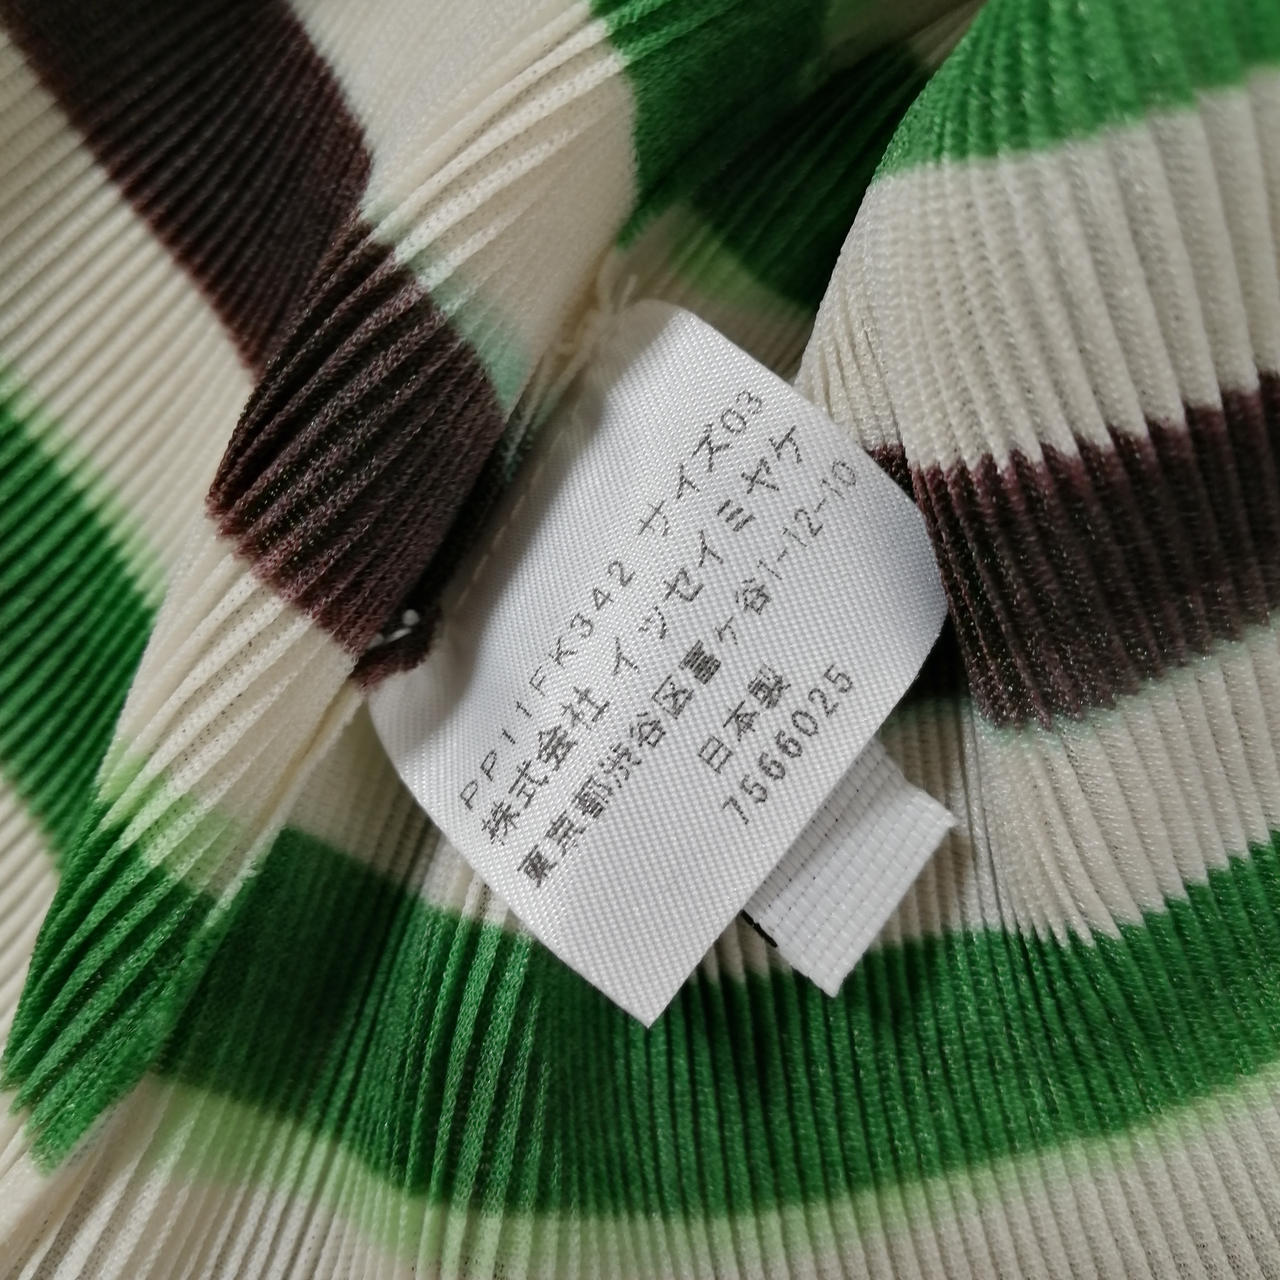 PP11FK342 サイズ03
株式会社 イッセイミヤケ
東京都渋谷区富ヶ谷1-12-10
日本製
7566025